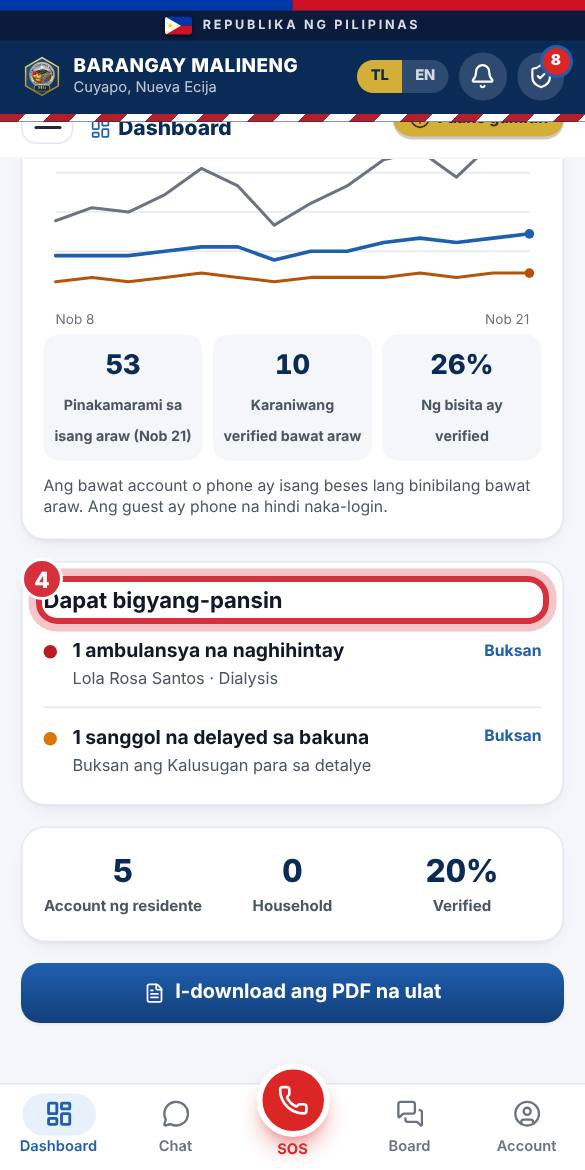 REPUBLIKA NG PILIPINAS
BARANGAY MALINENG
Cuyapo, Nueva Ecija
TL EN
8
Dashboard
Nob 8
Nob 21
53
Pinakamarami sa
isang araw (Nob 21)
10
Karaniwang
verified bawat araw
26%
Ng bisita ay
verified
Ang bawat account o phone ay isang beses lang binibilang bawat
araw. Ang guest ay phone na hindi naka-login.
4
Dapat bigyang-pansin
1 ambulansya na naghihintay
Buksan
Lola Rosa Santos · Dialysis
1 sanggol na delayed sa bakuna
Buksan
Buksan ang Kalusugan para sa detalye
5
Account ng residente
0
Household
20%
Verified
I-download ang PDF na ulat
Dashboard
Chat
SOS
Board
Account